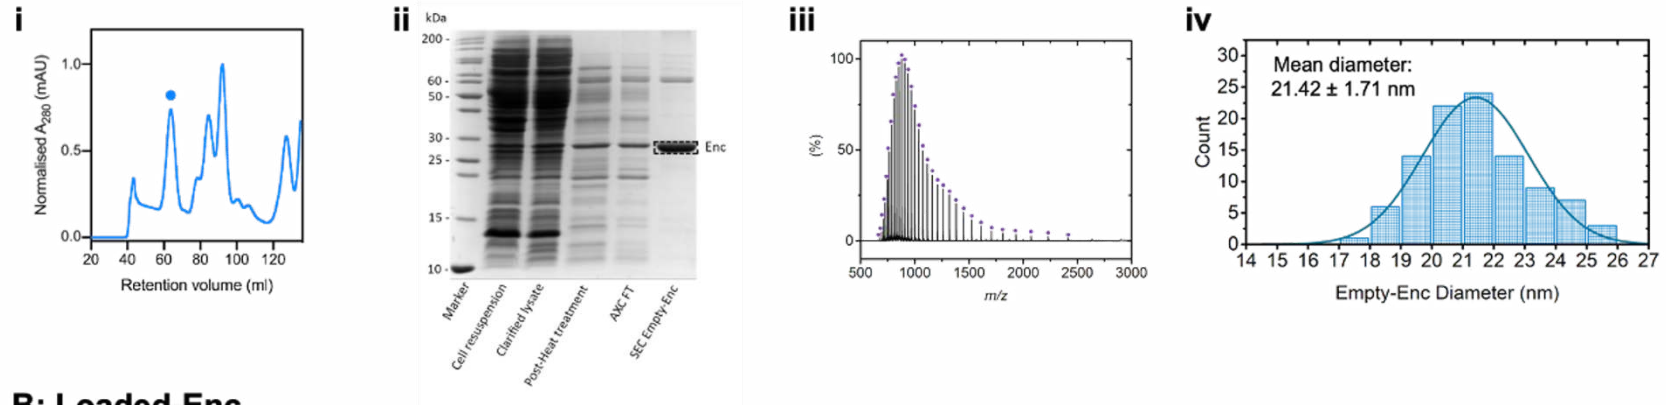 i
Normalised A280 (mAU)
1.0
0.5
0.0
20 40 60 80 100 120
Retention volume (ml)
ii
kDa
200
60
50
30
25
15
10
Enc
Marker
Cell resuspension
Clarified lysate
Post-Heat treatment
AXC FT
SEC Empty-Enc
iii
(%)
100
50
0
500 1000 1500 2000 2500 3000
m/z
iv
Count
30
25
20
15
10
5
0
Mean diameter:
21.42 ± 1.71 nm
14 15 16 17 18 19 20 21 22 23 24 25 26 27
Empty-Enc Diameter (nm)
B: Loaded Enc